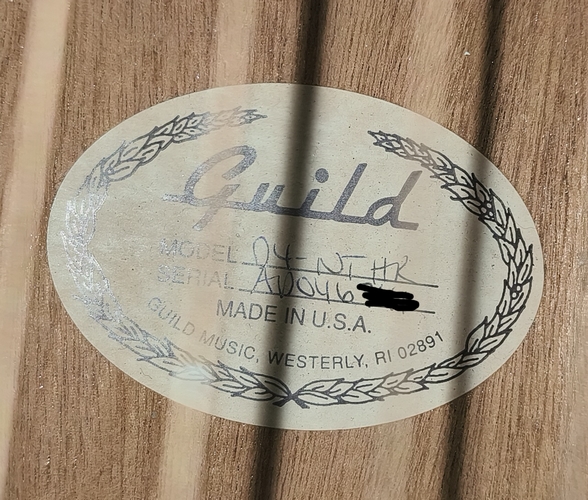 Guild
MODEL D4-NT HR
SERIAL AD046
MADE IN U.S.A.
GUILD MUSIC, WESTERLY, RI 02891